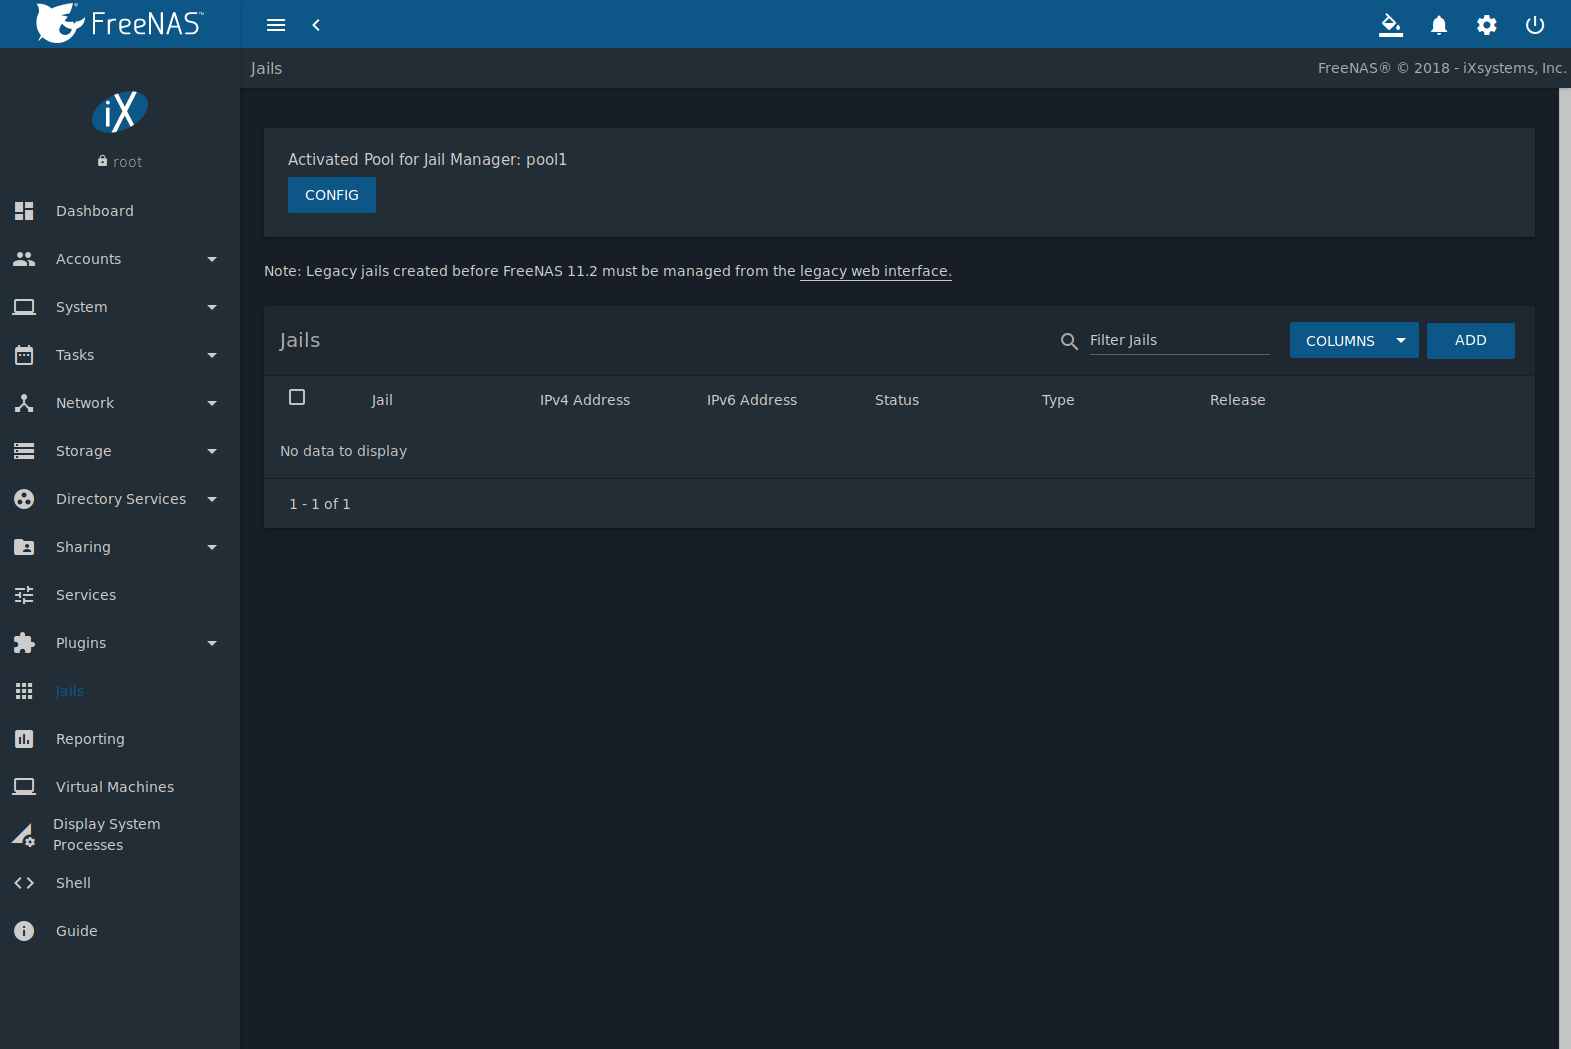 FreeNAS™
Jails
FreeNAS® © 2018 - iXsystems, Inc.
iX
root
Dashboard
Accounts
System
Tasks
Network
Storage
Directory Services
Sharing
Services
Plugins
Jails
Reporting
Virtual Machines
Display System
Processes
Shell
Guide
Activated Pool for Jail Manager: pool1
CONFIG
Note: Legacy jails created before FreeNAS 11.2 must be managed from the legacy web interface.
Jails
Filter Jails
COLUMNS
ADD
Jail IPv4 Address IPv6 Address Status Type Release
No data to display
1 - 1 of 1